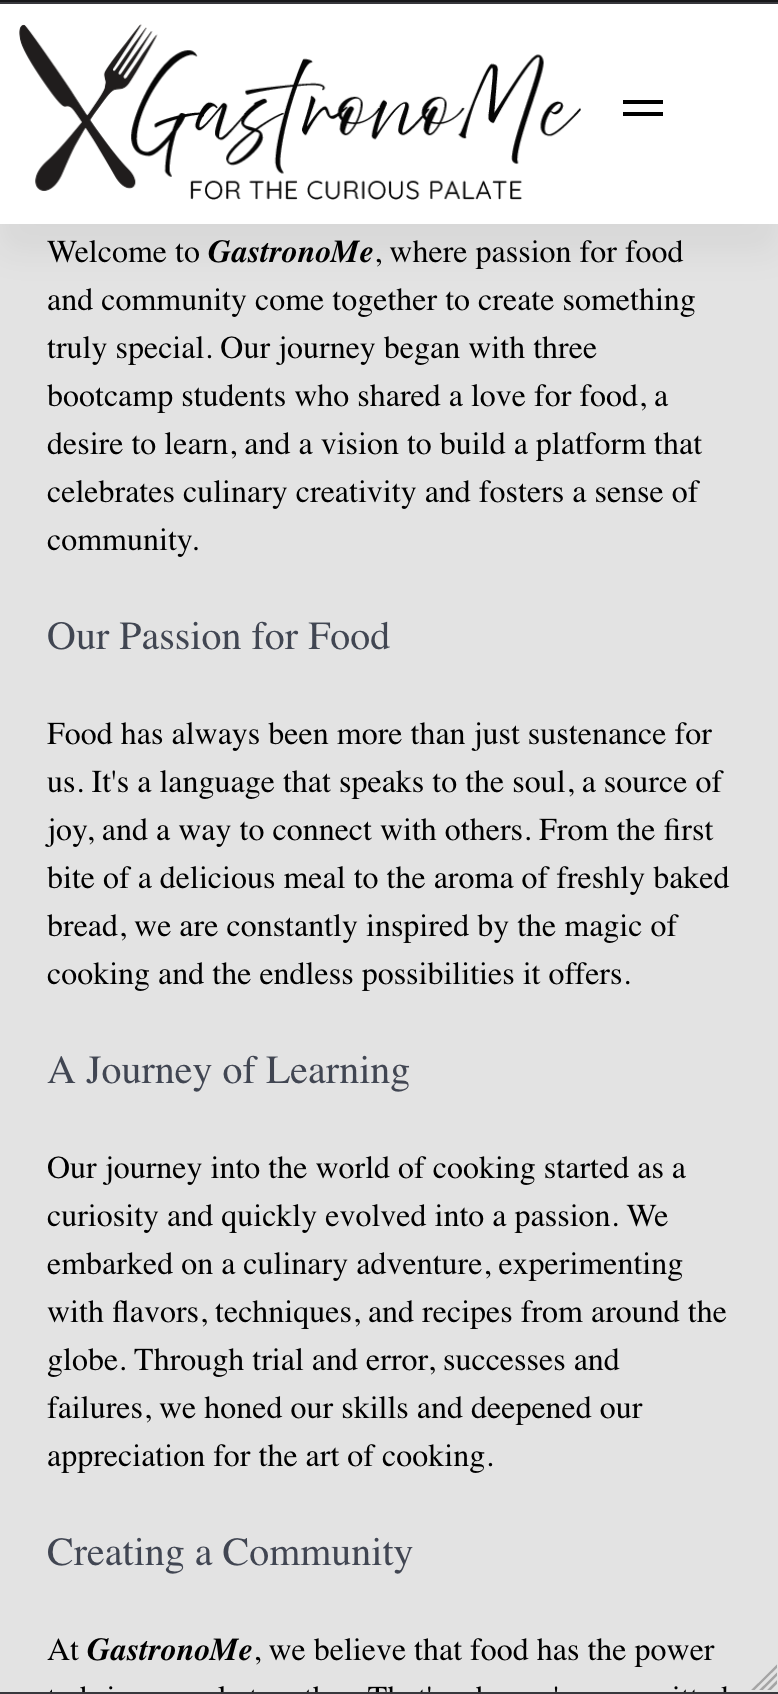 GastronoMe
FOR THE CURIOUS PALATE
Welcome to GastronoMe, where passion for food
and community come together to create something
truly special. Our journey began with three
bootcamp students who shared a love for food, a
desire to learn, and a vision to build a platform that
celebrates culinary creativity and fosters a sense of
community.
Our Passion for Food
Food has always been more than just sustenance for
us. It's a language that speaks to the soul, a source of
joy, and a way to connect with others. From the first
bite of a delicious meal to the aroma of freshly baked
bread, we are constantly inspired by the magic of
cooking and the endless possibilities it offers.
A Journey of Learning
Our journey into the world of cooking started as a
curiosity and quickly evolved into a passion. We
embarked on a culinary adventure, experimenting
with flavors, techniques, and recipes from around the
globe. Through trial and error, successes and
failures, we honed our skills and deepened our
appreciation for the art of cooking.
Creating a Community
At GastronoMe, we believe that food has the power